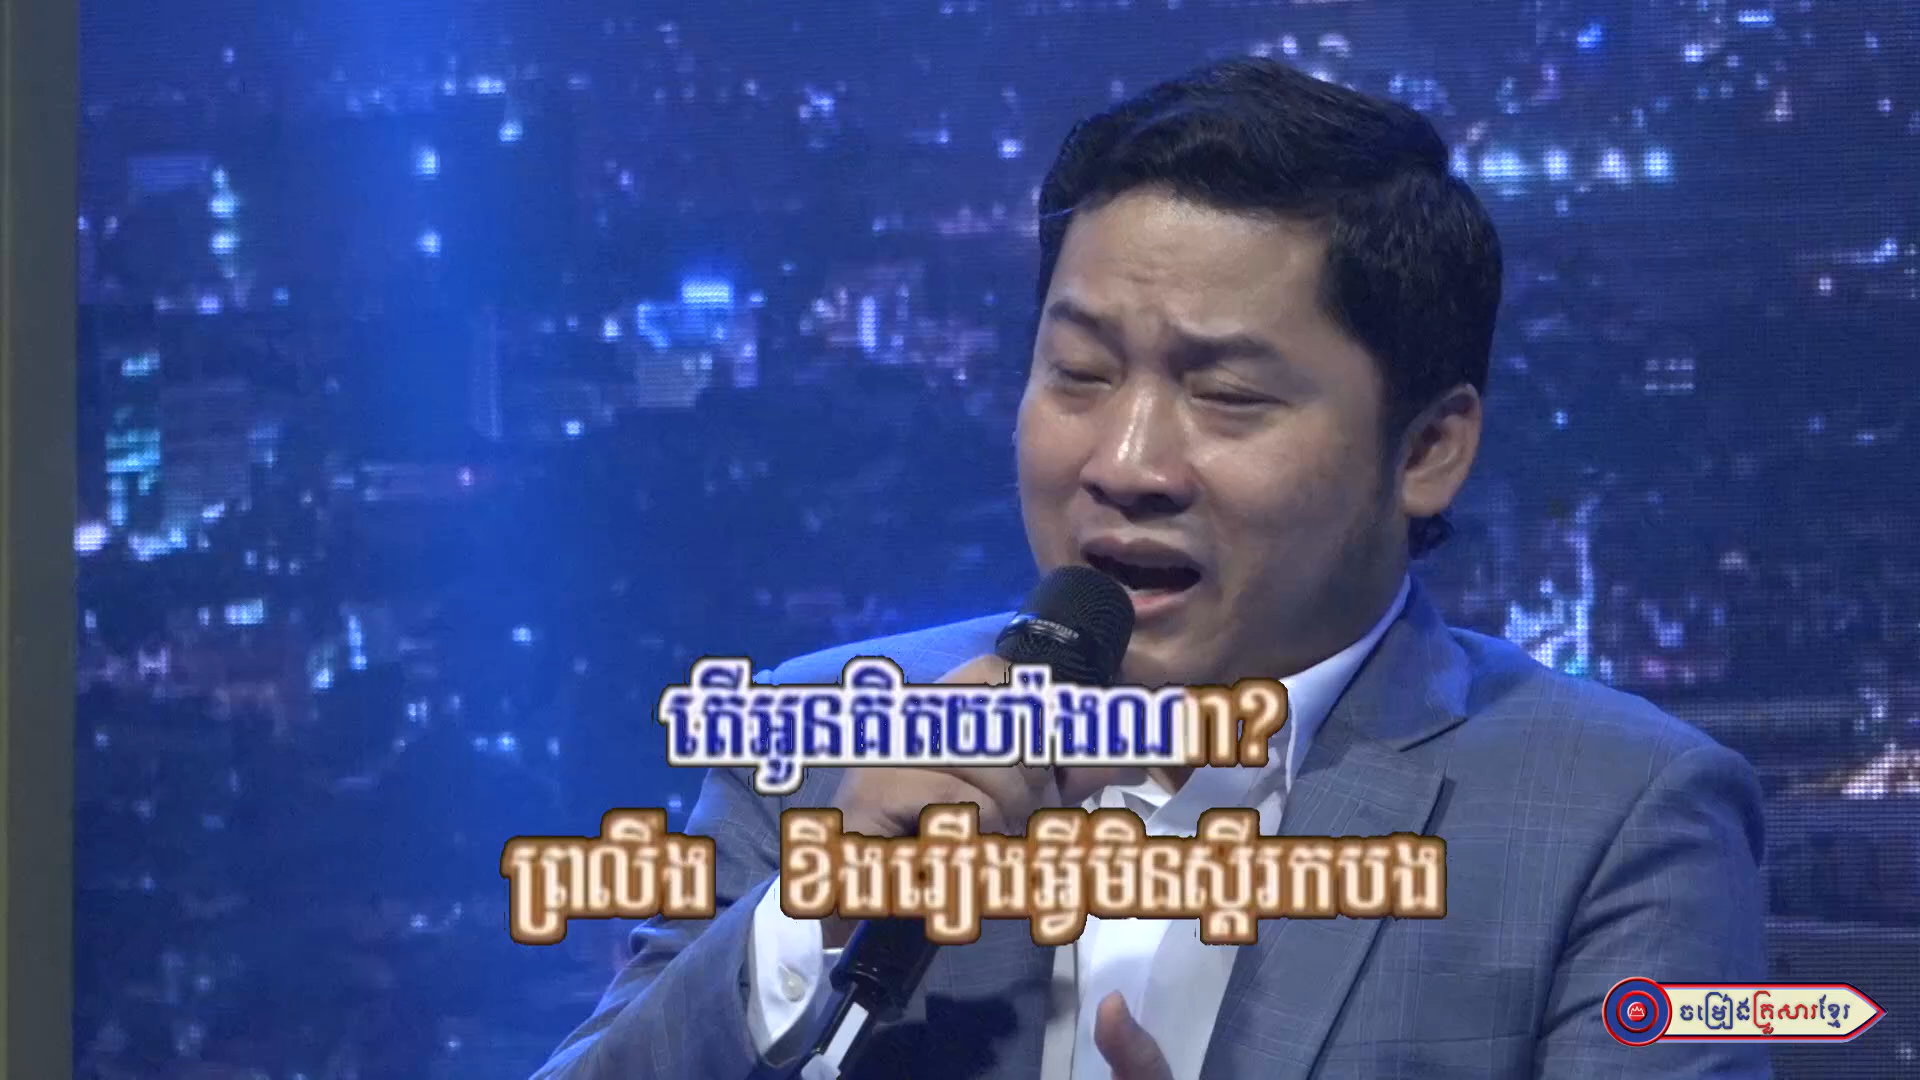 តើអូនគិតយ៉ាងណា?
ព្រលឹង ខឹងរឿងអ្វីមិនស្ដីរកបង
ចម្រៀងគ្រួសារខ្មែរ